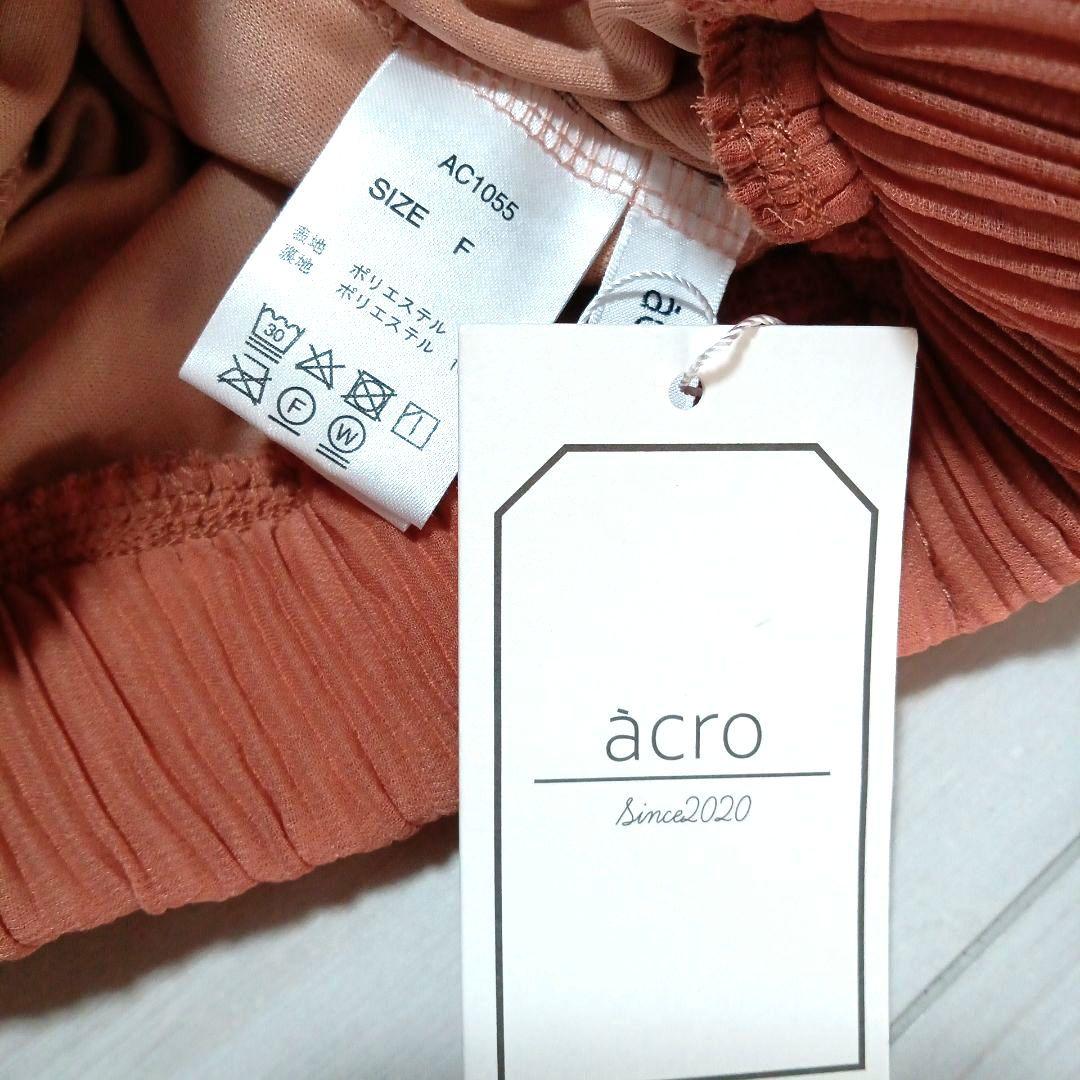 AC1055
SIZE F
表地 ポリエステル
裏地 ポリエステル 1
30
F
W
àcro
Since2020